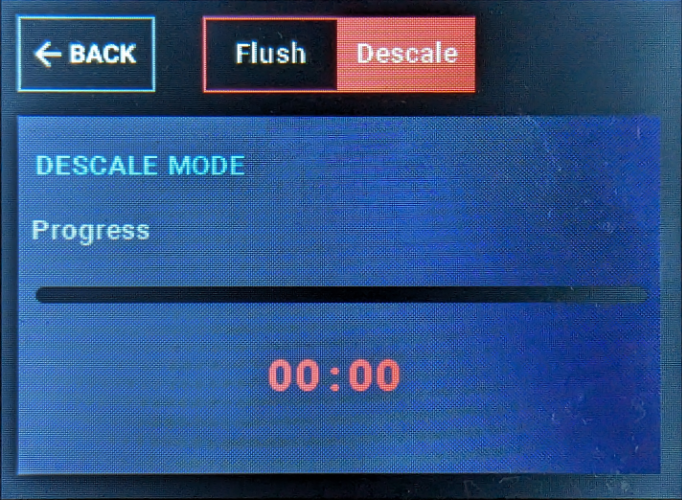 ← BACK
Flush
Descale
DESCALE MODE
Progress
00:00